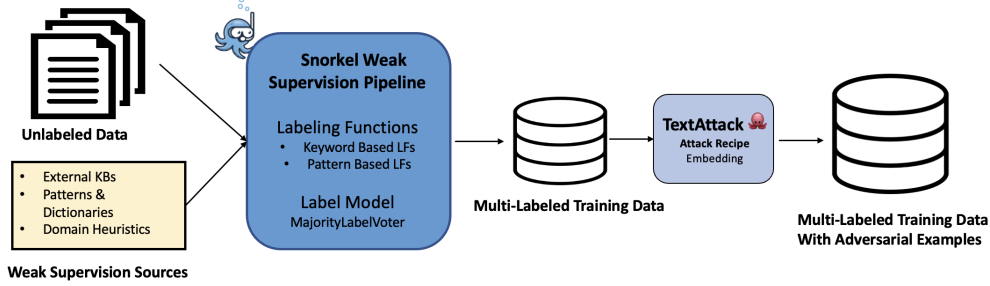 Unlabeled Data
• External KBs
• Patterns &
Dictionaries
• Domain Heuristics
Weak Supervision Sources
Snorkel Weak
Supervision Pipeline
Labeling Functions
• Keyword Based LFs
• Pattern Based LFs
Label Model
MajorityLabelVoter
Multi-Labeled Training Data
TextAttack
Attack Recipe
Embedding
Multi-Labeled Training Data
With Adversarial Examples